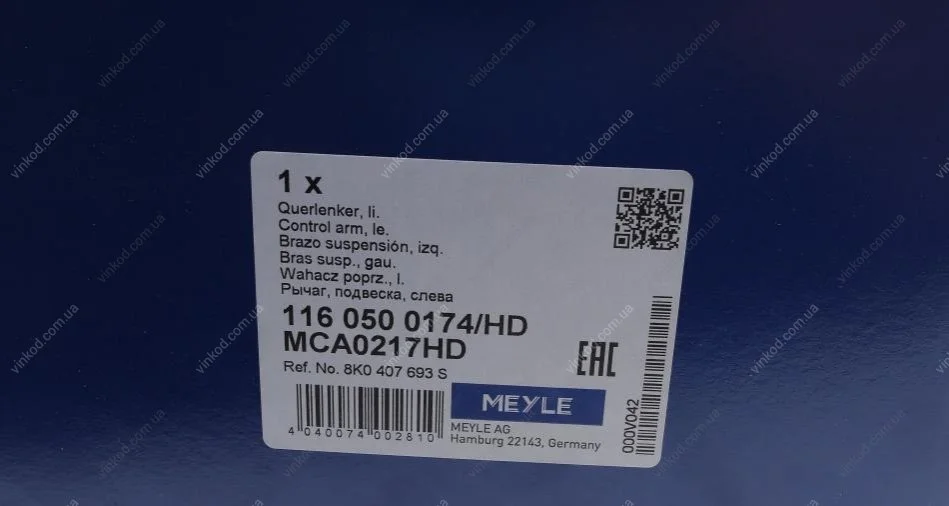 1 x
Querlenker, li.
Control arm, le.
Brazo suspensión, izq.
Bras susp., gau.
Wahacz poprz., l.
Рычаг, подвеска, слева
116 050 0174/HD
MCA0217HD
Ref. No. 8K0 407 693 S
EAC
MEYLE
MEYLE AG
Hamburg 22143, Germany
4 040074 002810
000V042
vinkod.com.ua